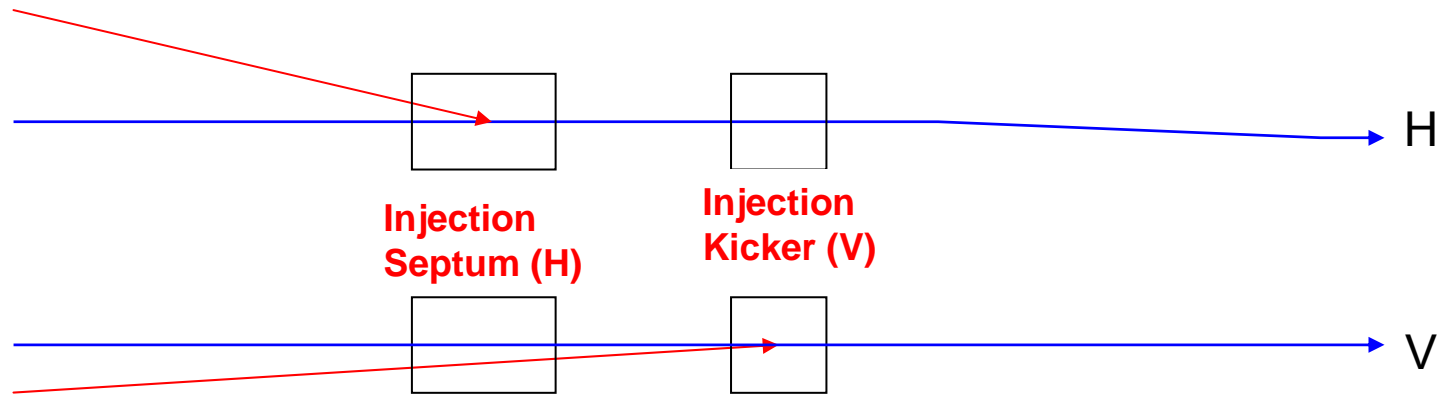 H
Injection
Septum (H)
Injection
Kicker (V)
V